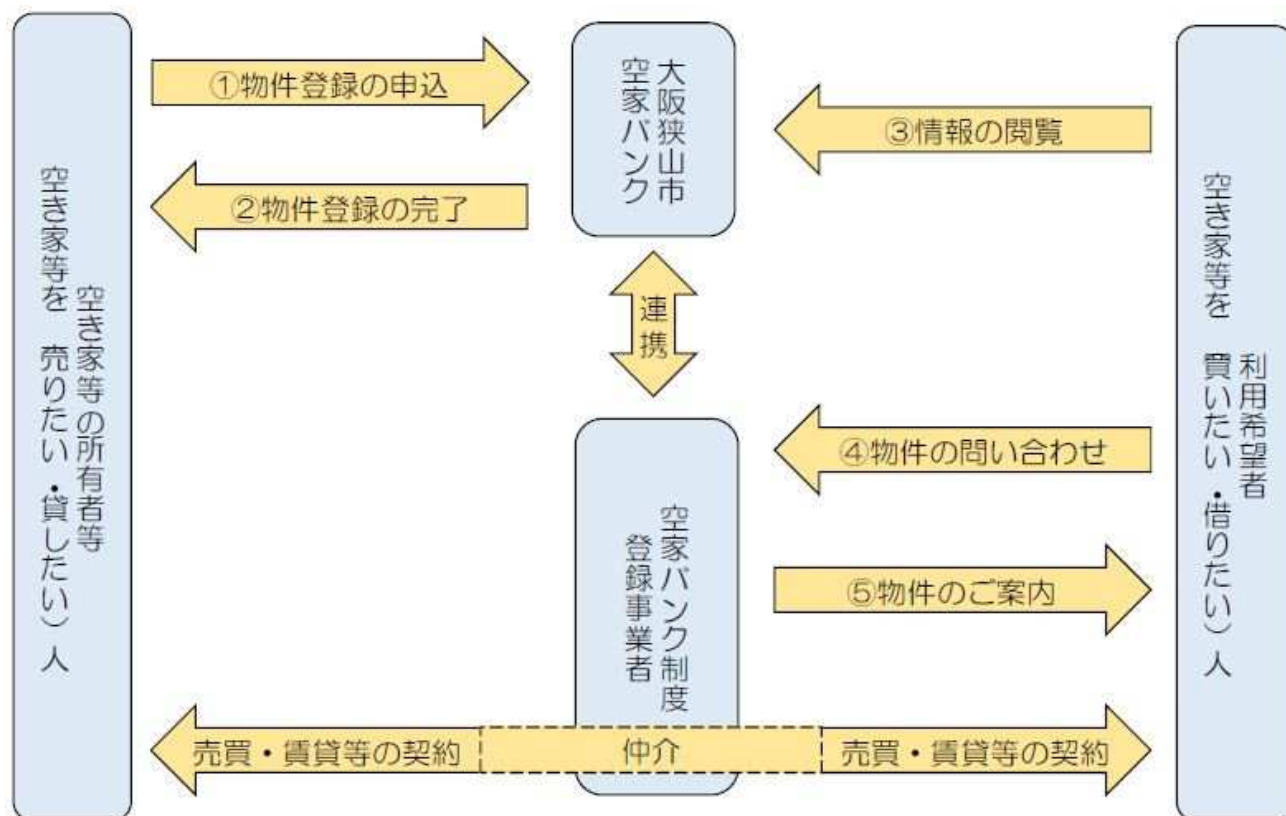 空き家等の所有者等
空き家等を 売りたい・貸したい）人
①物件登録の申込
②物件登録の完了
大阪狭山市
空家バンク
連携
空家バンク制度
登録事業者
③情報の閲覧
④物件の問い合わせ
⑤物件のご案内
売買・賃貸等の契約
仲介
売買・賃貸等の契約
利用希望者
空き家等を 買いたい・借りたい）人